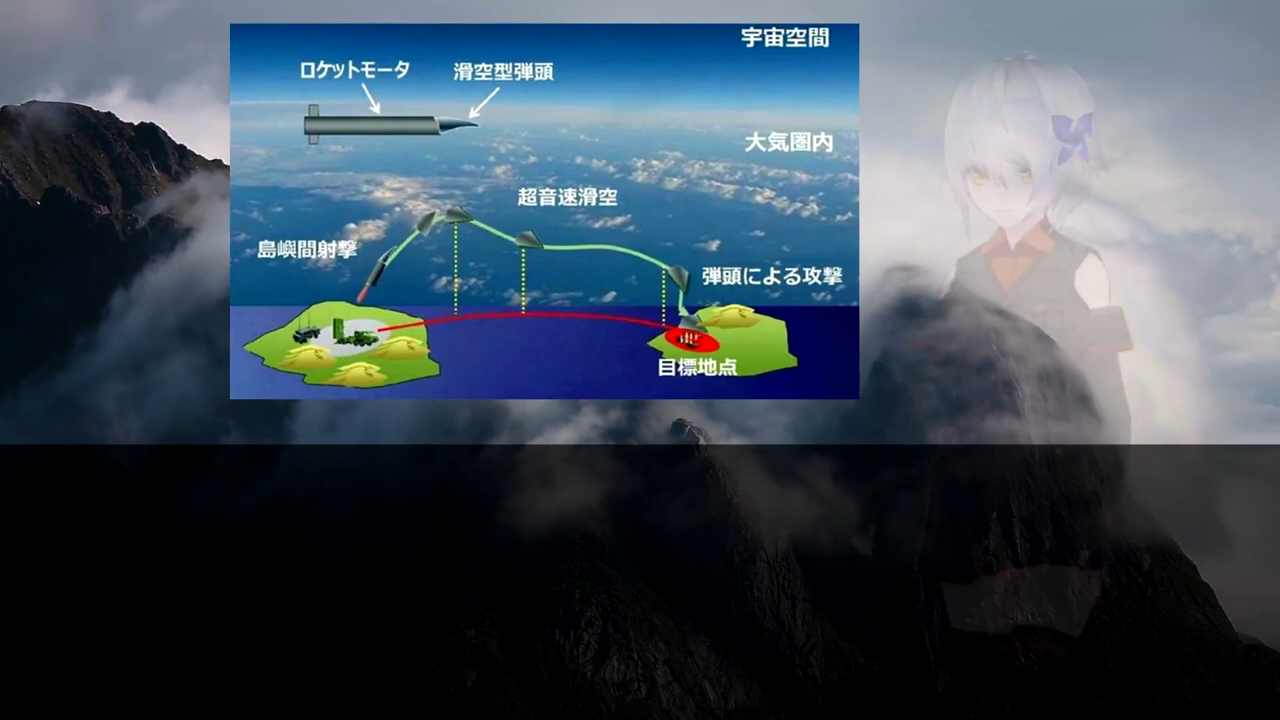 宇宙空間
ロケットモータ
滑空型弾頭
大気圏内
超音速滑空
島嶼間射撃
弾頭による攻撃
目標地点